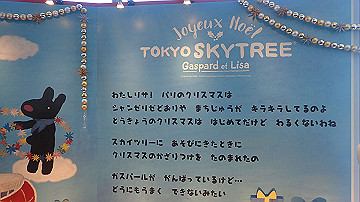 Joyeux Noël
TOKYO SKYTREE
Gaspard et Lisa
わたしリサ！ パリのクリスマスは
シャンゼリゼどおりや まちじゅうが キラキラしてるのよ
とうきょうのクリスマスは はじめてだけど わるくないわね
スカイツリーに あそびにきたときに
クリスマスのかざりつけを たのまれたの
ガスパールが がんばっているけど…
どうにもうまく できないみたい